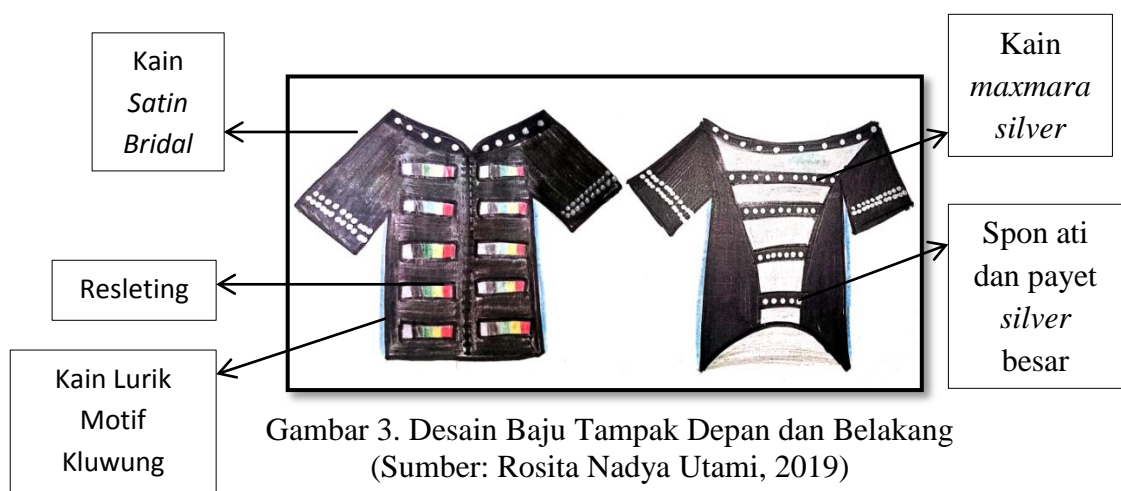 Kain
Satin
Bridal
Kain
maxmara
silver
Resleting
Spon ati
dan payet
silver
besar
Kain Lurik
Motif
Kluwung
Gambar 3. Desain Baju Tampak Depan dan Belakang
(Sumber: Rosita Nadya Utami, 2019)